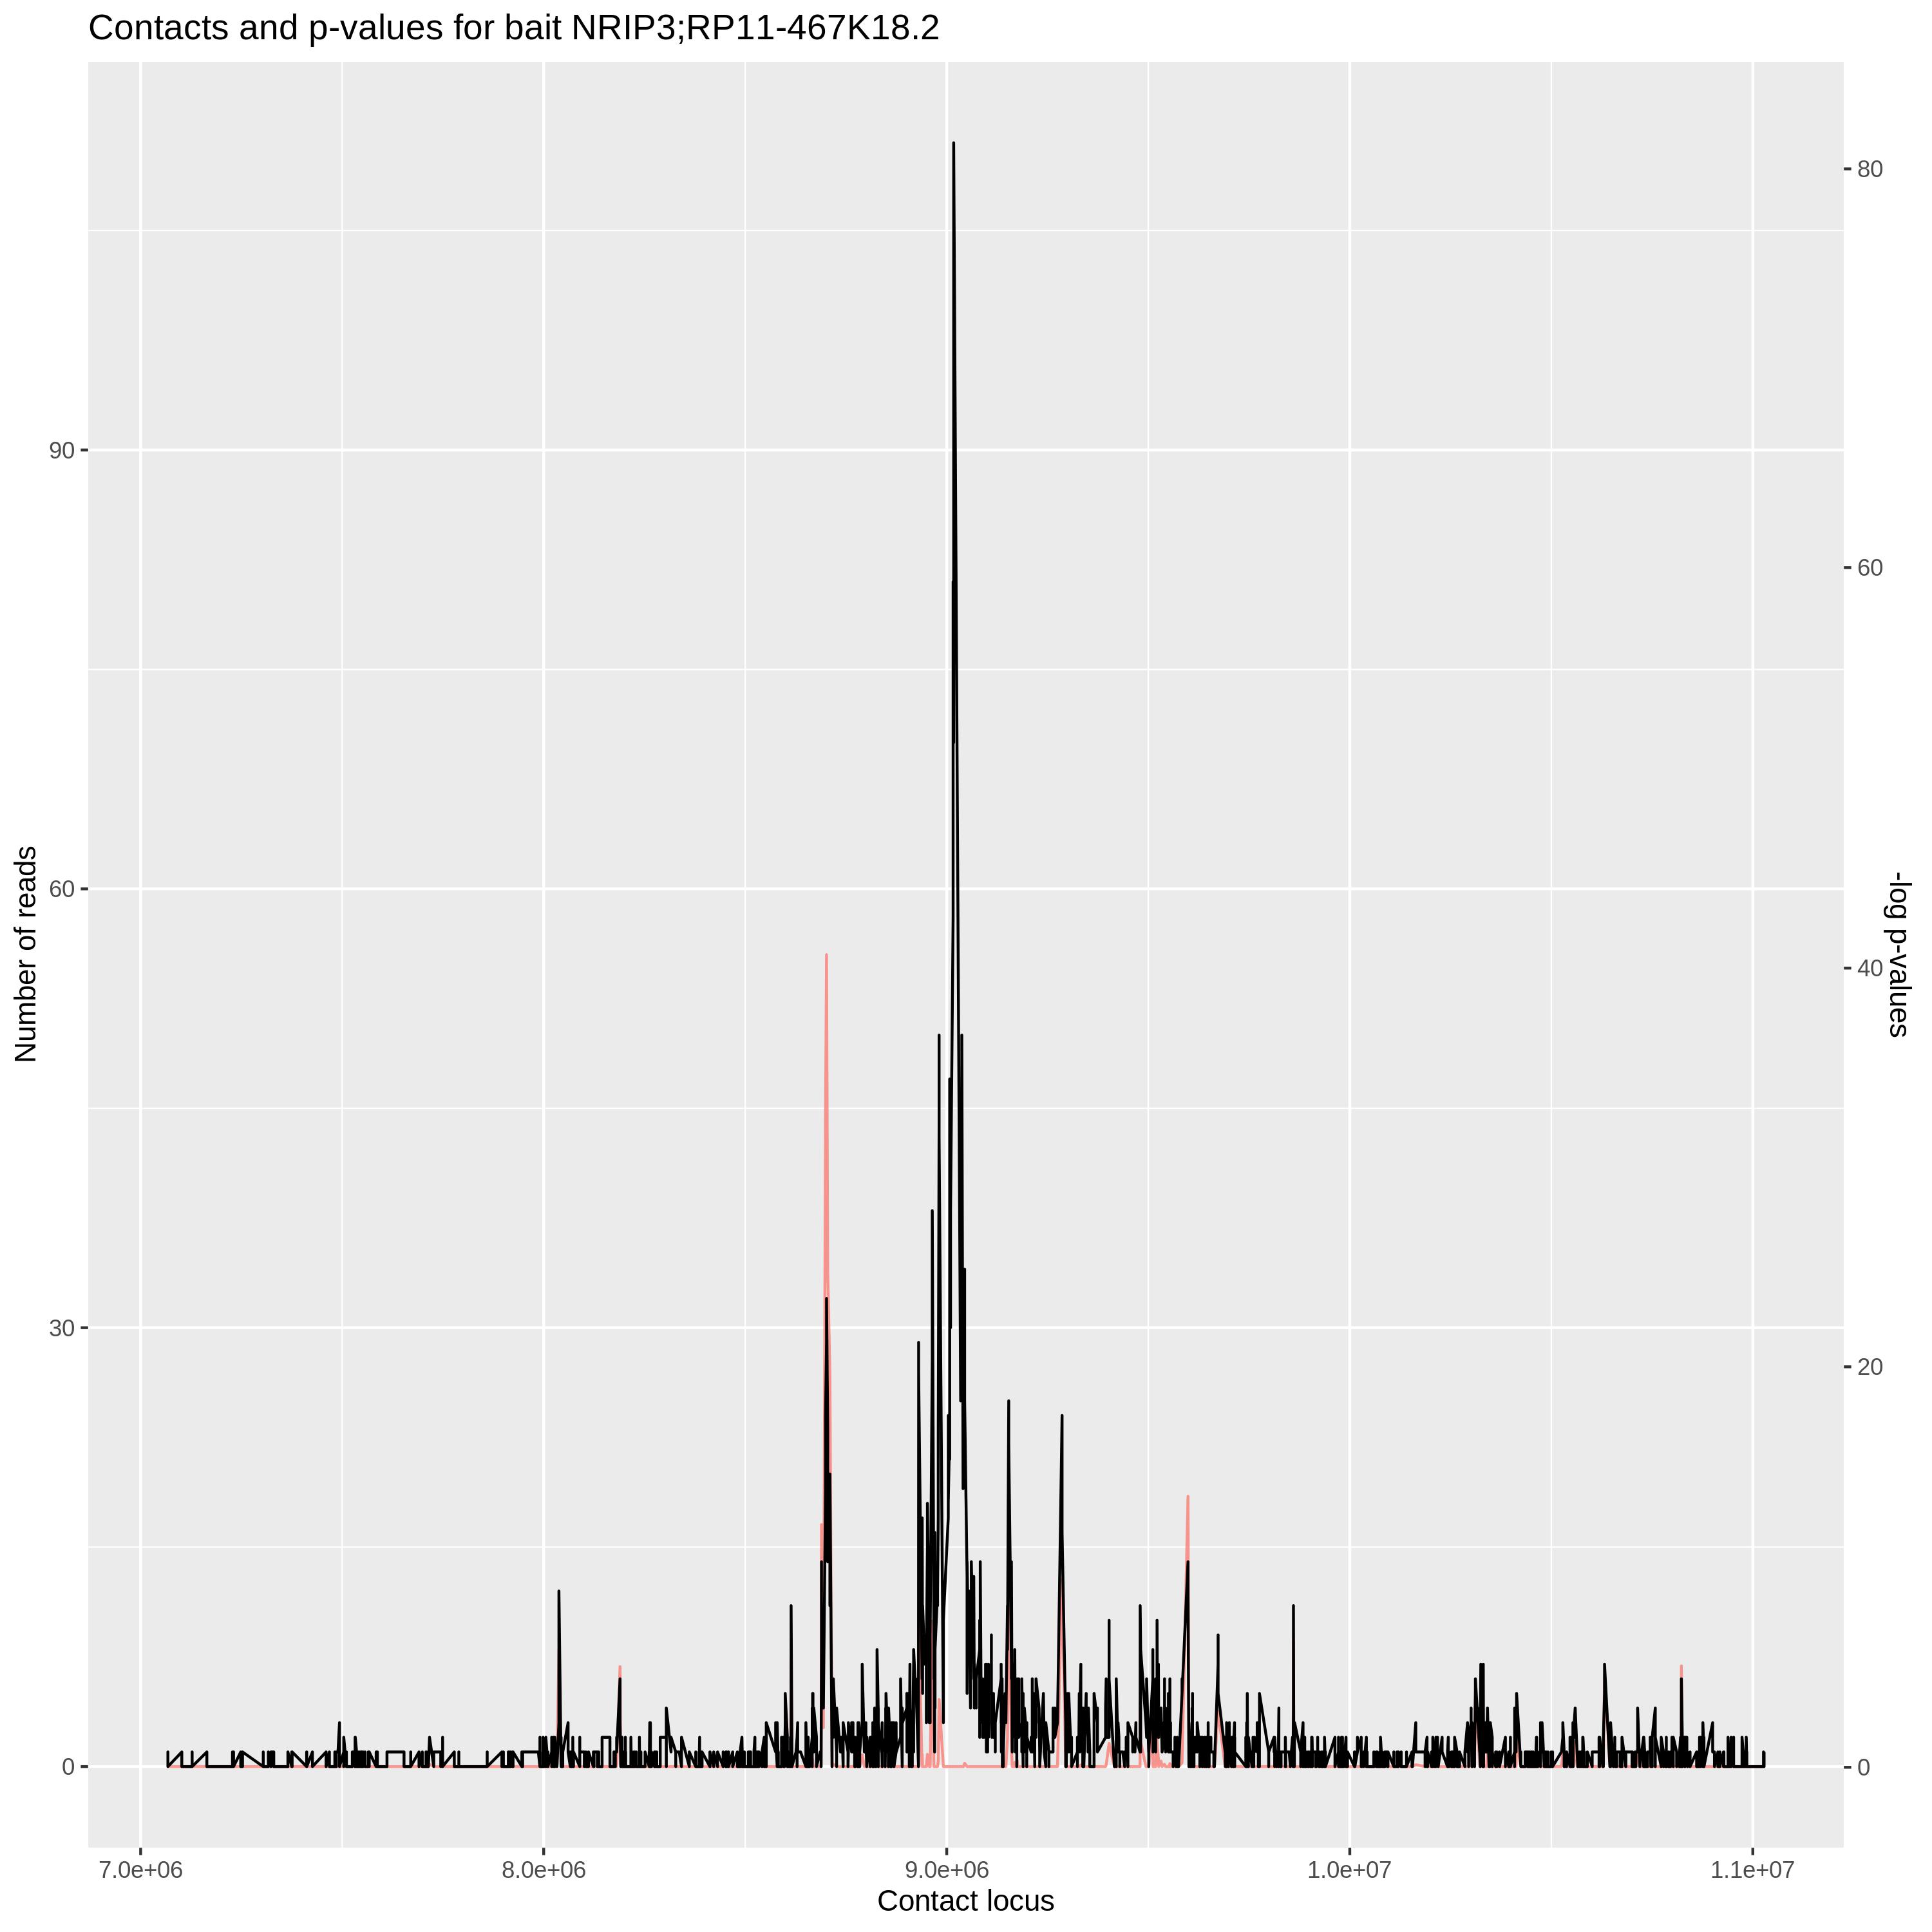 Contacts and p-values for bait NRIP3;RP11-467K18.2
Number of reads
90
60
30
0
80
60
40
20
0
-log p-values
7.0e+06 8.0e+06 9.0e+06 1.0e+07 1.1e+07
Contact locus